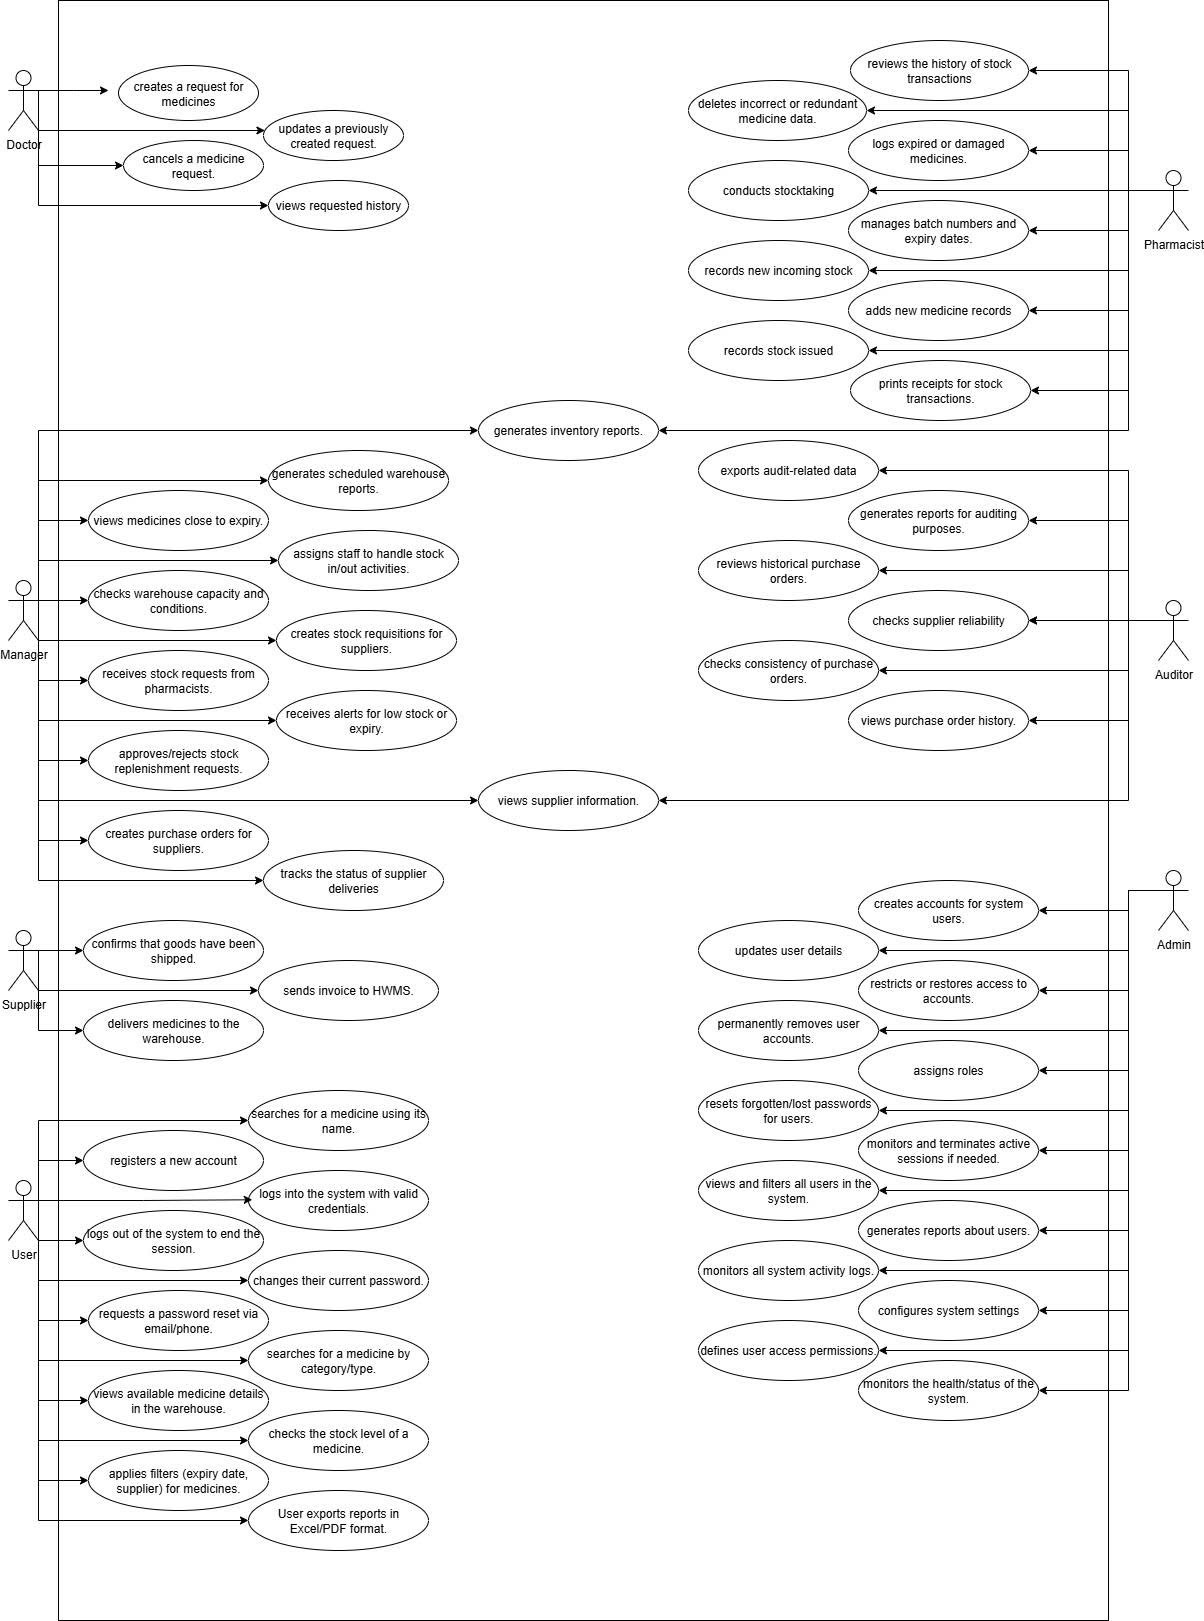 Doctor
creates a request for
medicines
updates a previously
created request.
cancels a medicine
request.
views requested history
reviews the history of stock
transactions
deletes incorrect or redundant
medicine data.
logs expired or damaged
medicines.
conducts stocktaking
manages batch numbers and
expiry dates.
records new incoming stock
adds new medicine records
records stock issued
prints receipts for stock
transactions.
Pharmacist
generates inventory reports.
generates scheduled warehouse
reports.
views medicines close to expiry.
assigns staff to handle stock
in/out activities.
checks warehouse capacity and
conditions.
creates stock requisitions for
suppliers.
Manager
receives stock requests from
pharmacists.
receives alerts for low stock or
expiry.
approves/rejects stock
replenishment requests.
views supplier information.
creates purchase orders for
suppliers.
tracks the status of supplier
deliveries
exports audit-related data
generates reports for auditing
purposes.
reviews historical purchase
orders.
checks supplier reliability
checks consistency of purchase
orders.
views purchase order history.
Auditor
confirms that goods have been
shipped.
sends invoice to HWMS.
Supplier
delivers medicines to the
warehouse.
creates accounts for system
users.
Admin
updates user details
restricts or restores access to
accounts.
permanently removes user
accounts.
assigns roles
resets forgotten/lost passwords
for users.
monitors and terminates active
sessions if needed.
views and filters all users in the
system.
generates reports about users.
monitors all system activity logs.
configures system settings
defines user access permissions.
monitors the health/status of the
system.
searches for a medicine using its
name.
registers a new account
logs into the system with valid
credentials.
logs out of the system to end the
session.
User
changes their current password.
requests a password reset via
email/phone.
searches for a medicine by
category/type.
views available medicine details
in the warehouse.
checks the stock level of a
medicine.
applies filters (expiry date,
supplier) for medicines.
User exports reports in
Excel/PDF format.